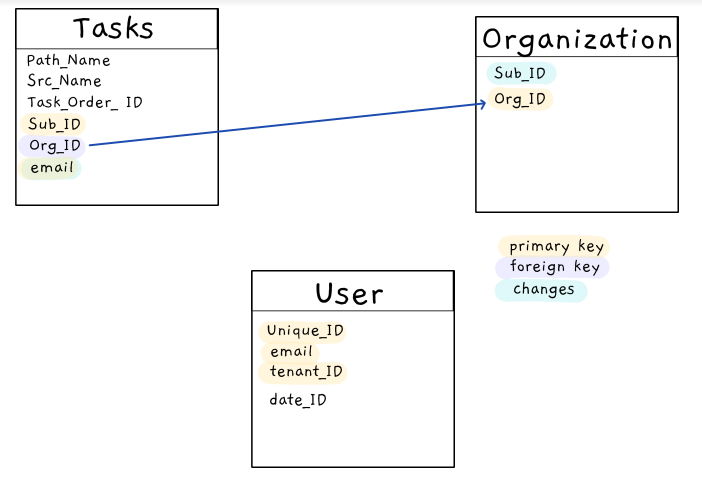 Tasks
Path_Name
Src_Name
Task_Order_ ID
Sub_ID
Org_ID
email
Organization
Sub_ID
Org_ID
primary key
foreign key
changes
User
Unique_ID
email
tenant_ID
date_ID